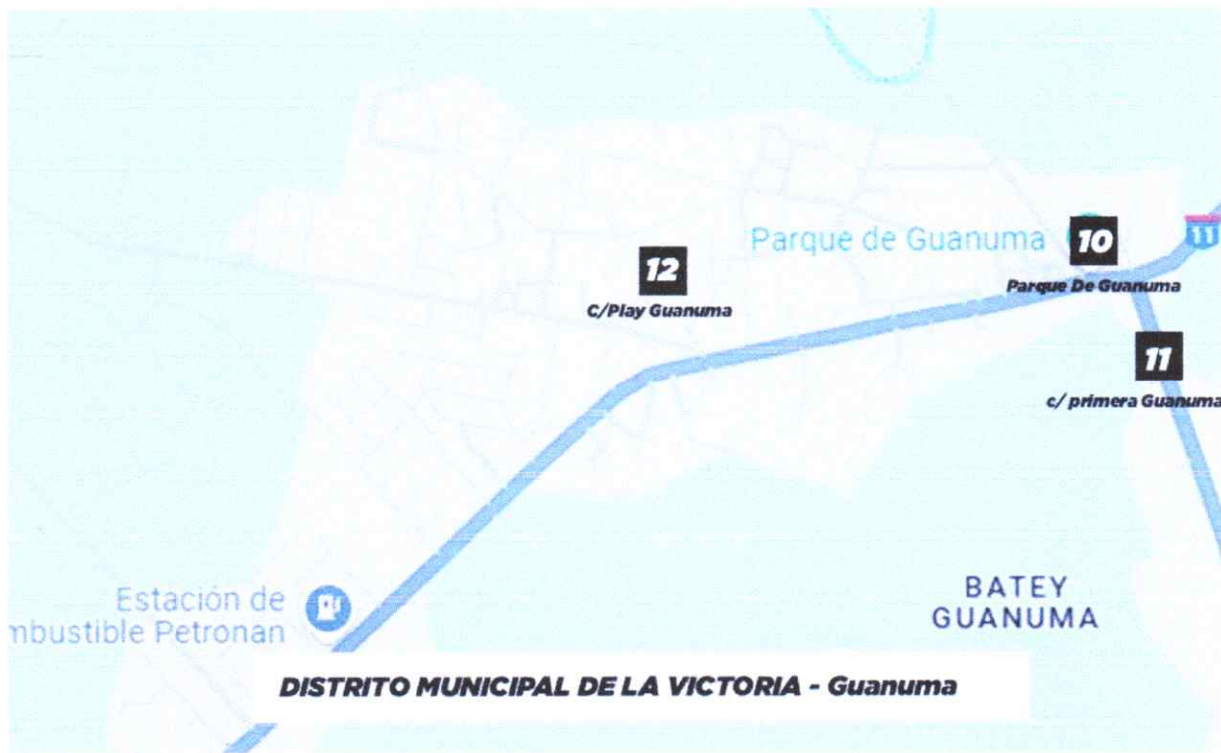 Parque de Guanuma
10
11
Parque De Guanuma
12
C/Play Guanuma
11
c/ primera Guanuma
Estación de
mbustible Petronan
BATEY
GUANUMA
DISTRITO MUNICIPAL DE LA VICTORIA - Guanuma